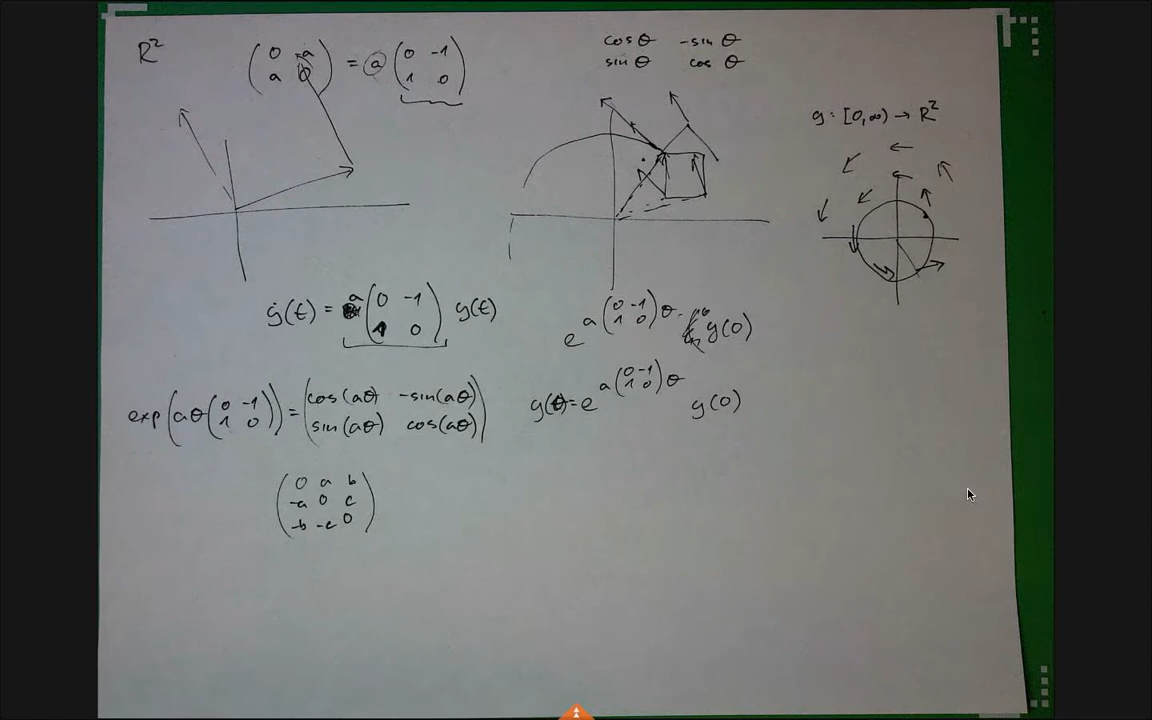 R²
( 0 -a ) = a ( 0 -1 )
( a 0 ) ( 1 0 )
cos θ -sin θ
sin θ cos θ
g : [0,∞) → R²
ġ(t) = a ( 0 -1 ) g(t)
( 1 0 )
e^{a ( 0 -1 ; 1 0 ) θ} · g(0)
exp( aθ ( 0 -1 ; 1 0 ) ) = ( cos(aθ) -sin(aθ) )
( sin(aθ) cos(aθ) )
g(θ) = e^{a ( 0 -1 ; 1 0 ) θ} g(0)
( 0 a b )
( -a 0 c )
( -b -c 0 )